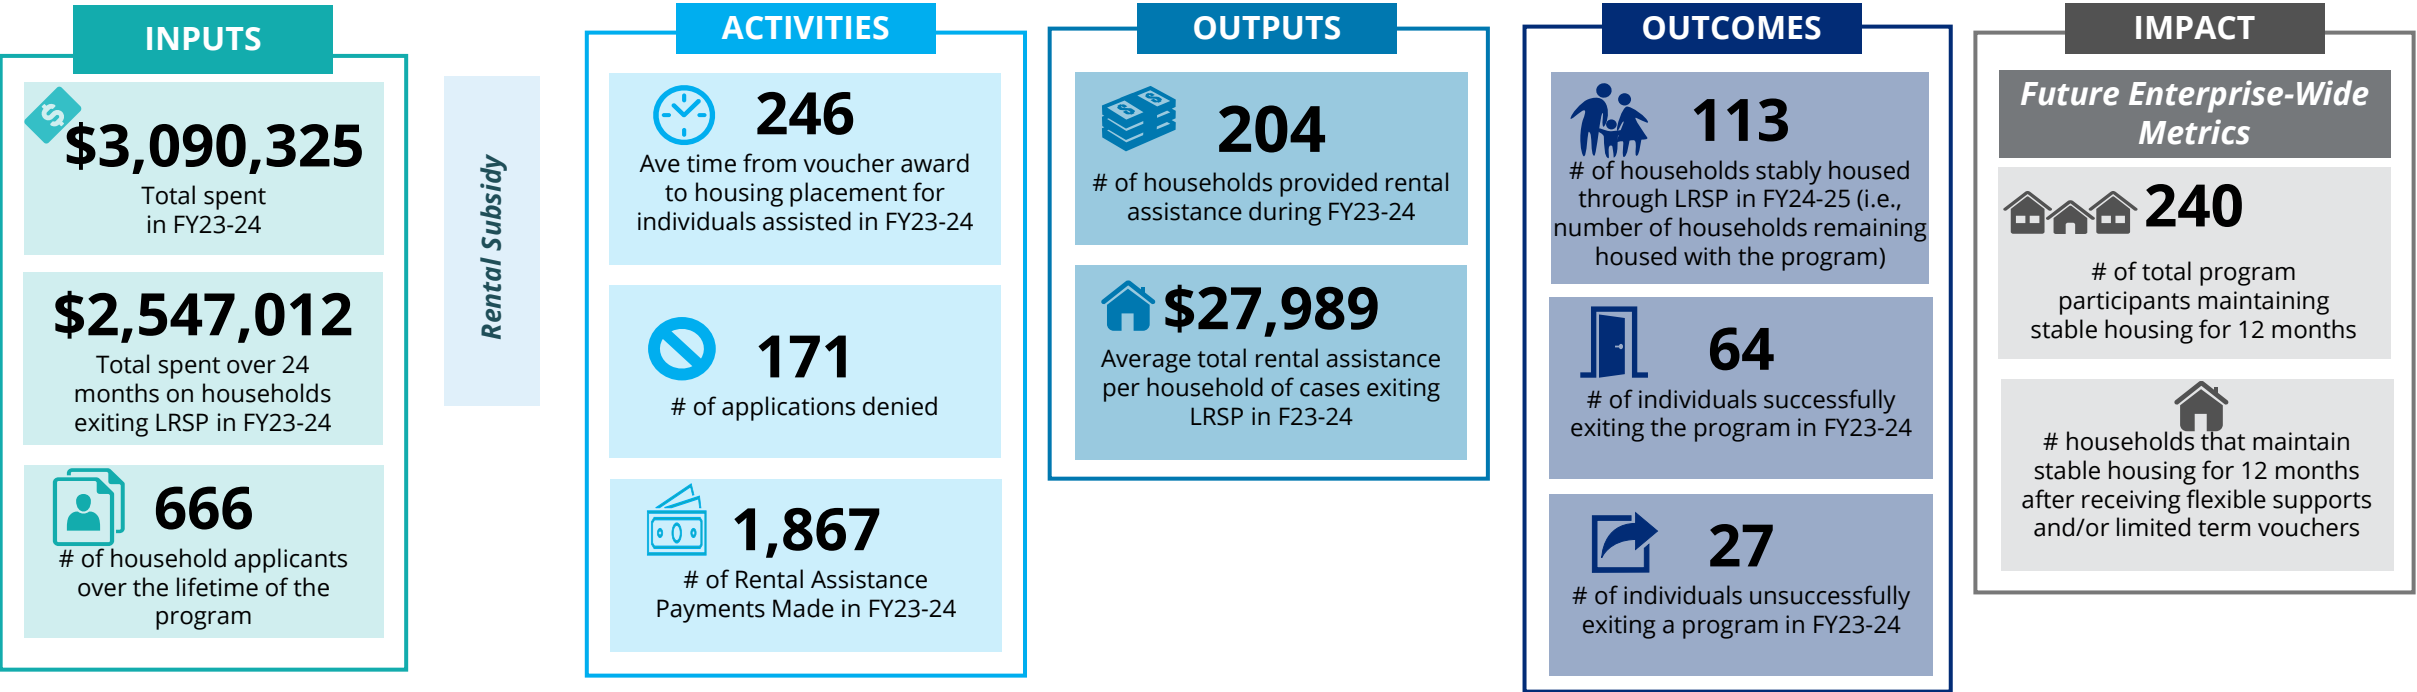 INPUTS
$3,090,325
Total spent
in FY23-24
$2,547,012
Total spent over 24
months on households
exiting LRSP in FY23-24
666
# of household applicants
over the lifetime of the
program
Rental Subsidy
ACTIVITIES
246
Ave time from voucher award
to housing placement for
individuals assisted in FY23-24
171
# of applications denied
1,867
# of Rental Assistance
Payments Made in FY23-24
OUTPUTS
204
# of households provided rental
assistance during FY23-24
$27,989
Average total rental assistance
per household of cases exiting
LRSP in F23-24
OUTCOMES
113
# of households stably housed
through LRSP in FY24-25 (i.e.,
number of households remaining
housed with the program)
64
# of individuals successfully
exiting the program in FY23-24
27
# of individuals unsuccessfully
exiting a program in FY23-24
IMPACT
Future Enterprise-Wide
Metrics
240
# of total program
participants maintaining
stable housing for 12 months
# households that maintain
stable housing for 12 months
after receiving flexible supports
and/or limited term vouchers